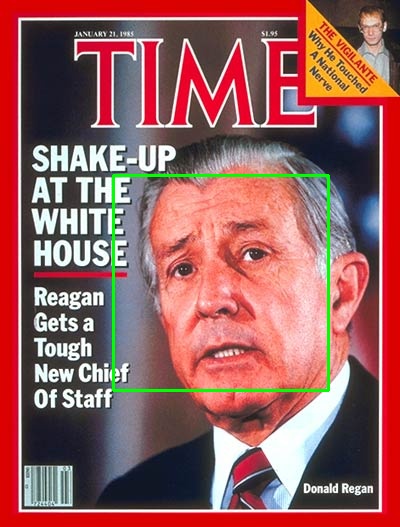 JANUARY 21, 1985
$1.95
TIME
THE VIGILANTE
Why He Touched
A National
Nerve
SHAKE-UP
AT THE
WHITE
HOUSE
Reagan
Gets a
Tough
New Chief
Of Staff
Donald Regan